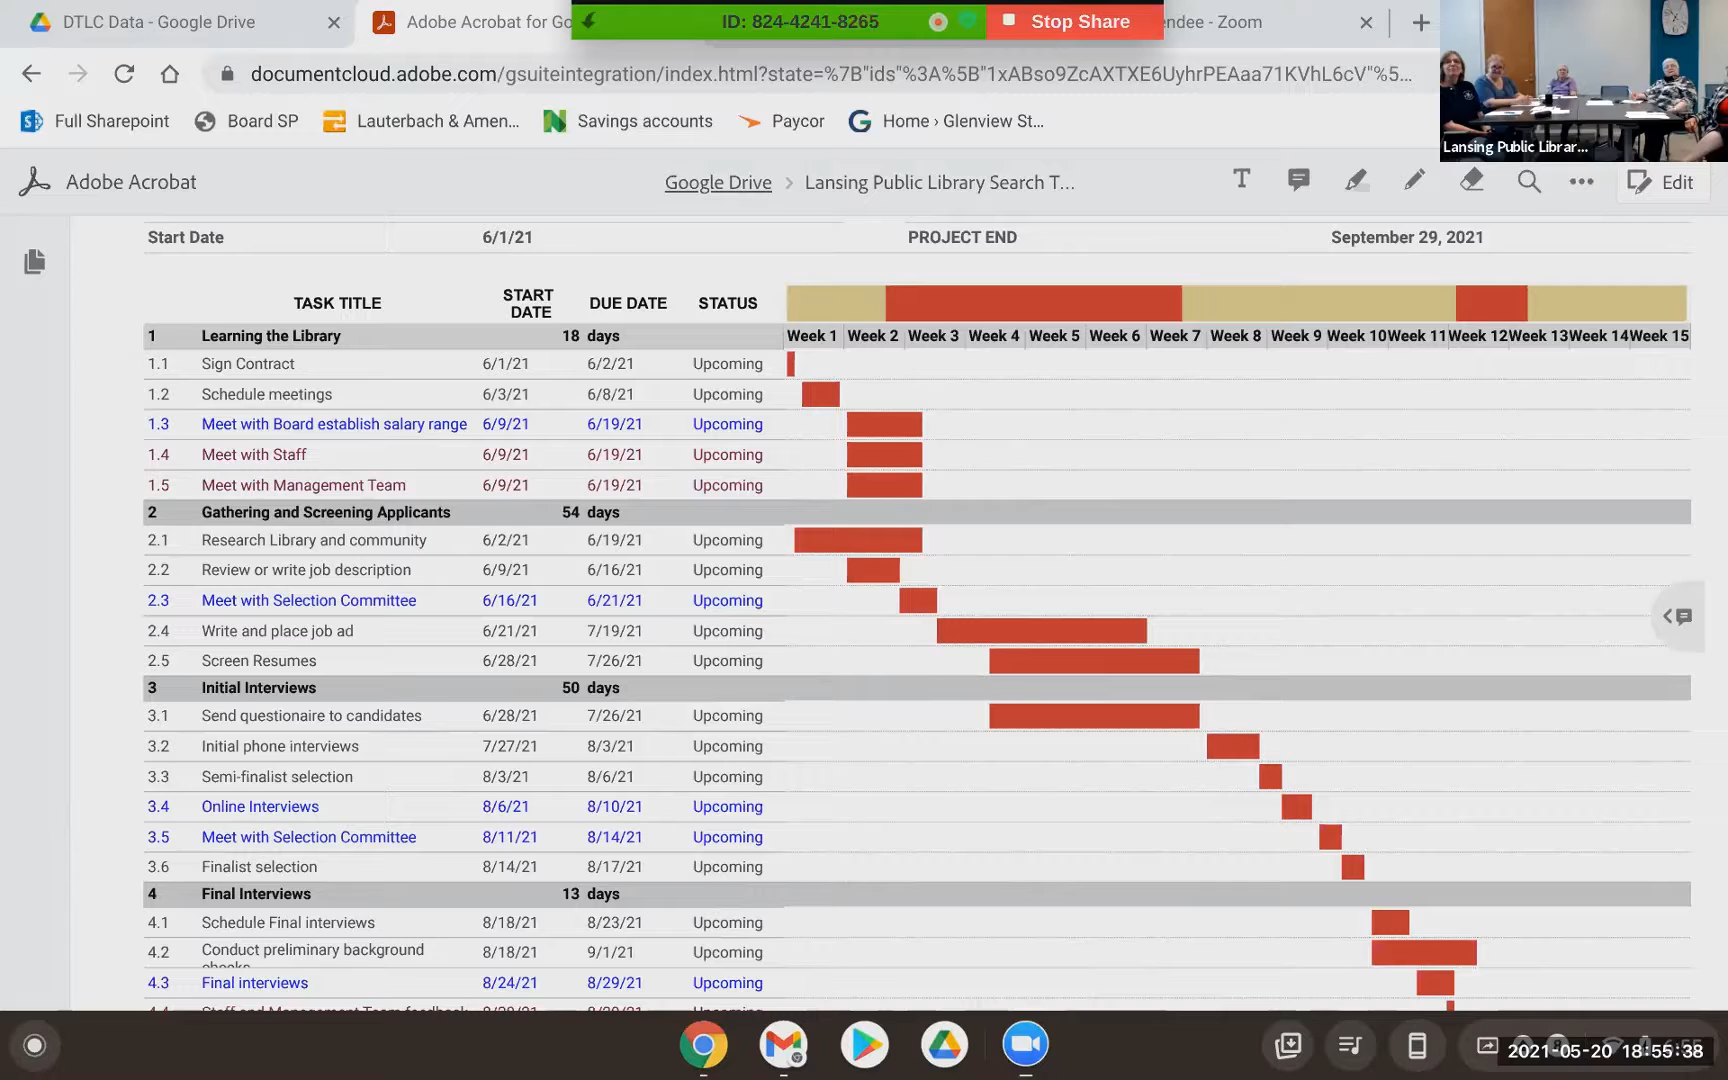 DTLC Data - Google Drive
Adobe Acrobat for Go
ID: 824-4241-8265
Stop Share
endee - Zoom
documentcloud.adobe.com/gsuiteintegration/index.html?state=%7B"ids"%3A%5B"1xABso9ZcAXTXE6UyhrPEAaa71KVhL6cV"%5...
Full Sharepoint
Board SP
Lauterbach & Amen...
Savings accounts
Paycor
Home › Glenview St...
Lansing Public Librar...
Adobe Acrobat
Google Drive > Lansing Public Library Search T...
Edit
Start Date 6/1/21 PROJECT END September 29, 2021
TASK TITLE START DATE DUE DATE STATUS
1 Learning the Library 18 days Week 1 Week 2 Week 3 Week 4 Week 5 Week 6 Week 7 Week 8 Week 9 Week 10 Week 11 Week 12 Week 13 Week 14 Week 15
1.1 Sign Contract 6/1/21 6/2/21 Upcoming
1.2 Schedule meetings 6/3/21 6/8/21 Upcoming
1.3 Meet with Board establish salary range 6/9/21 6/19/21 Upcoming
1.4 Meet with Staff 6/9/21 6/19/21 Upcoming
1.5 Meet with Management Team 6/9/21 6/19/21 Upcoming
2 Gathering and Screening Applicants 54 days
2.1 Research Library and community 6/2/21 6/19/21 Upcoming
2.2 Review or write job description 6/9/21 6/16/21 Upcoming
2.3 Meet with Selection Committee 6/16/21 6/21/21 Upcoming
2.4 Write and place job ad 6/21/21 7/19/21 Upcoming
2.5 Screen Resumes 6/28/21 7/26/21 Upcoming
3 Initial Interviews 50 days
3.1 Send questionaire to candidates 6/28/21 7/26/21 Upcoming
3.2 Initial phone interviews 7/27/21 8/3/21 Upcoming
3.3 Semi-finalist selection 8/3/21 8/6/21 Upcoming
3.4 Online Interviews 8/6/21 8/10/21 Upcoming
3.5 Meet with Selection Committee 8/11/21 8/14/21 Upcoming
3.6 Finalist selection 8/14/21 8/17/21 Upcoming
4 Final Interviews 13 days
4.1 Schedule Final interviews 8/18/21 8/23/21 Upcoming
4.2 Conduct preliminary background checks 8/18/21 9/1/21 Upcoming
4.3 Final interviews 8/24/21 8/29/21 Upcoming
4.4 Staff and Management Team feedback
2021-05-20 18:55:38